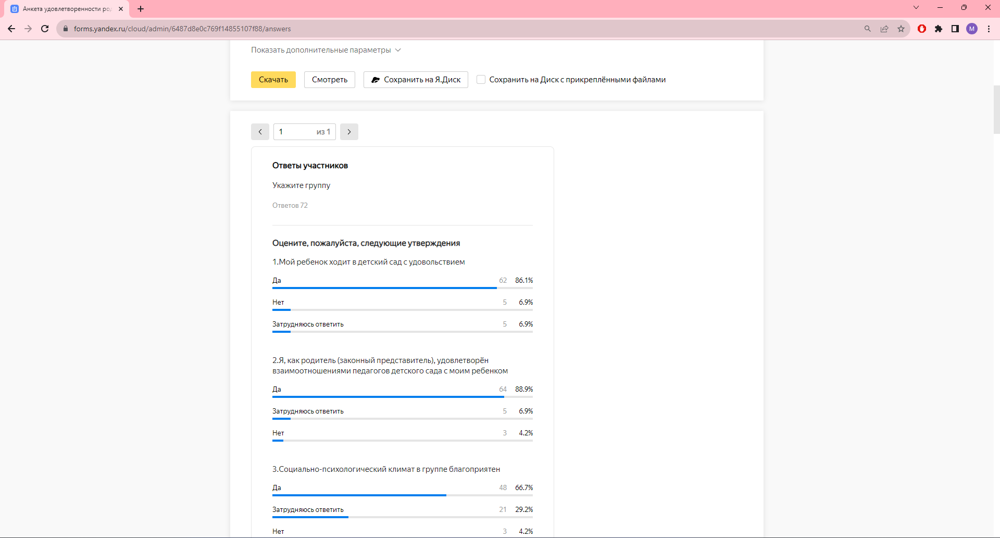 Анкета удовлетворенности род
forms.yandex.ru/cloud/admin/6487d8e0c769f14855107f88/answers
M
Показать дополнительные параметры
Скачать
Смотреть
Сохранить на Я.Диск
Сохранить на Диск с прикреплёнными файлами
1 из 1
Ответы участников
Укажите группу
Ответов 72
Оцените, пожалуйста, следующие утверждения
1.Мой ребенок ходит в детский сад с удовольствием
Да 62 86.1%
Нет 5 6.9%
Затрудняюсь ответить 5 6.9%
2.Я, как родитель (законный представитель), удовлетворён
взаимоотношениями педагогов детского сада с моим ребенком
Да 64 88.9%
Затрудняюсь ответить 5 6.9%
Нет 3 4.2%
3.Социально-психологический климат в группе благоприятен
Да 48 66.7%
Затрудняюсь ответить 21 29.2%
Нет 3 4.2%